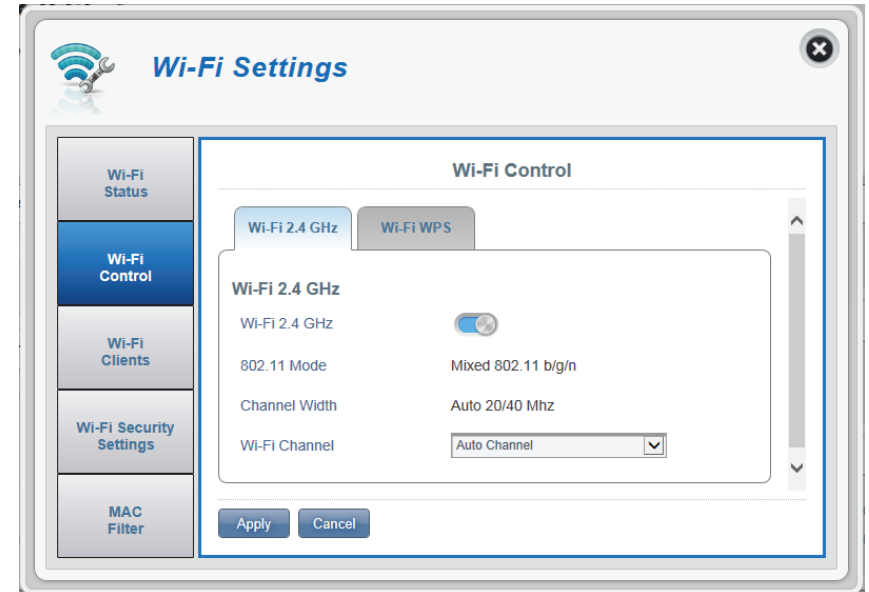 Wi-Fi Settings
Wi-Fi
Status
Wi-Fi
Control
Wi-Fi
Clients
Wi-Fi Security
Settings
MAC
Filter
Wi-Fi Control
Wi-Fi 2.4 GHz
Wi-Fi WPS
Wi-Fi 2.4 GHz
Wi-Fi 2.4 GHz
802.11 Mode Mixed 802.11 b/g/n
Channel Width Auto 20/40 Mhz
Wi-Fi Channel Auto Channel
Apply Cancel